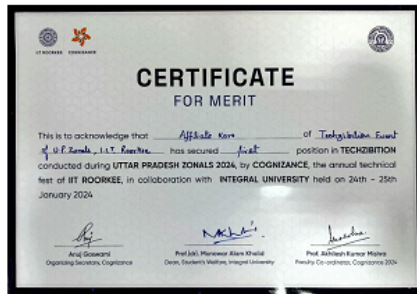 IIT ROORKEE COGNIZANCE
CERTIFICATE
FOR MERIT
This is to acknowledge that Affiliate Karo of Techzibition Event
of U.P. Zonals, I.I.T. Roorkee has secured first position in TECHZIBITION
conducted during UTTAR PRADESH ZONALS 2024, by COGNIZANCE, the annual technical
fest of IIT ROORKEE, in collaboration with INTEGRAL UNIVERSITY held on 24th - 25th
January 2024
Anuj Goswami Prof.(dr). Monawar Alam Khalid Prof. Akhilesh Kumar Mishra
Organizing Secretary, Cognizance Dean, Student's Welfare, Integral University Faculty Co-ordinator, Cognizance 2024